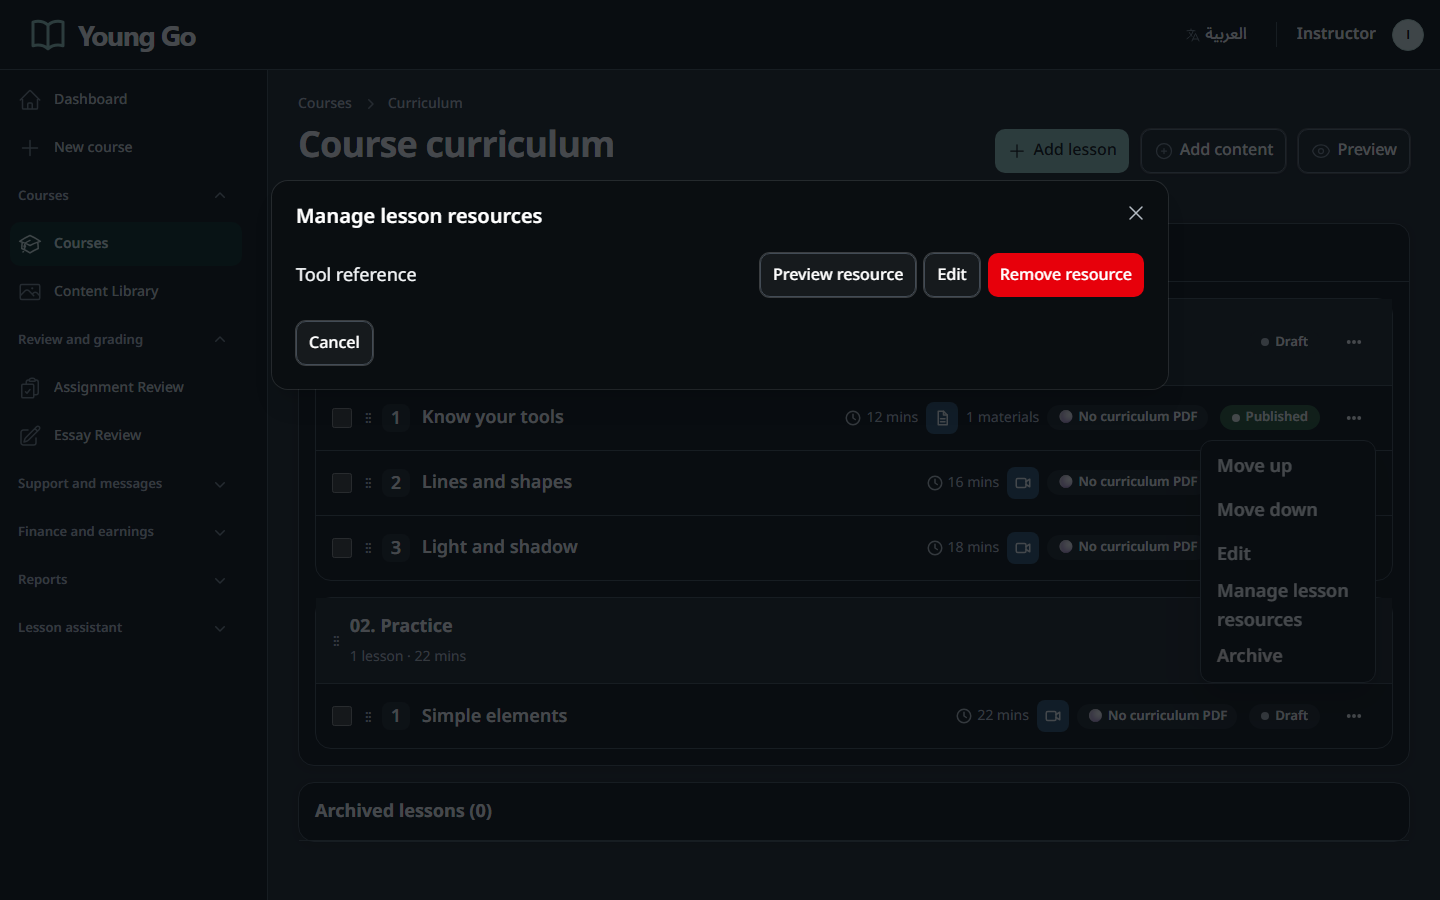 Young Go
العربية
Instructor
I
Dashboard
New course
Courses
Courses
Content Library
Review and grading
Assignment Review
Essay Review
Support and messages
Finance and earnings
Reports
Lesson assistant
Courses
Curriculum
Course curriculum
Add lesson
Add content
Preview
Manage lesson resources
Tool reference
Preview resource
Edit
Remove resource
Cancel
Draft
1 Know your tools
12 mins
1 materials
No curriculum PDF
Published
2 Lines and shapes
16 mins
No curriculum PDF
3 Light and shadow
18 mins
No curriculum PDF
Move up
Move down
Edit
Manage lesson
resources
Archive
02. Practice
1 lesson · 22 mins
1 Simple elements
22 mins
No curriculum PDF
Draft
Archived lessons (0)